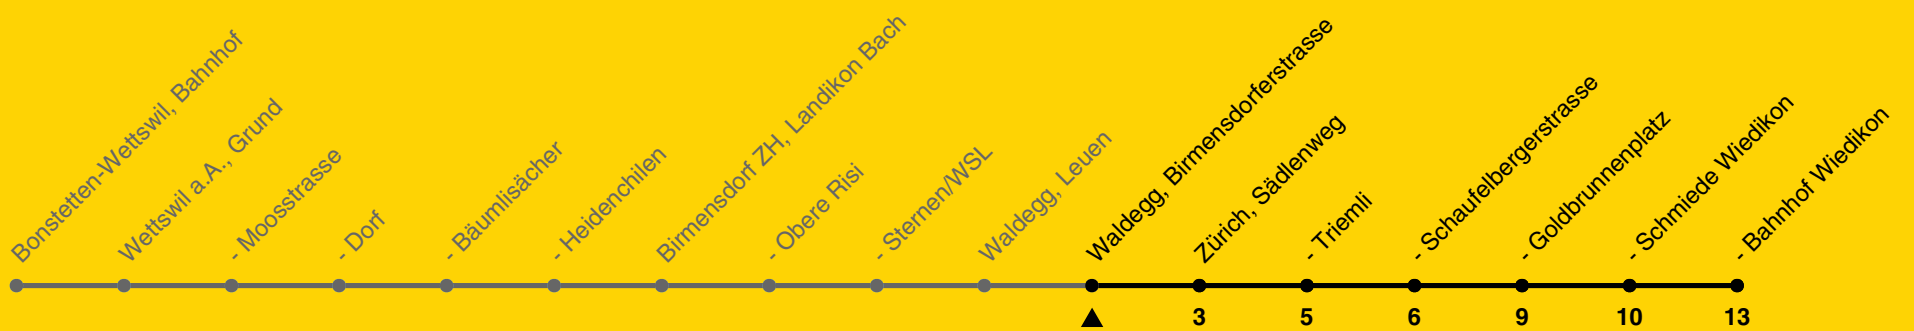 Bonstetten-Wettswil, Bahnhof
Wettswil a.A., Grund
- Moosstrasse
- Dorf
- Bäumlisächer
- Heidenchilen
Birmensdorf ZH, Landikon Bach
- Obere Risi
- Sternen/WSL
Waldegg, Leuen
Waldegg, Birmensdorferstrasse
Zürich, Sädlenweg
- Triemli
- Schaufelbergerstrasse
- Goldbrunnenplatz
- Schmiede Wiedikon
- Bahnhof Wiedikon
3 5 6 9 10 13